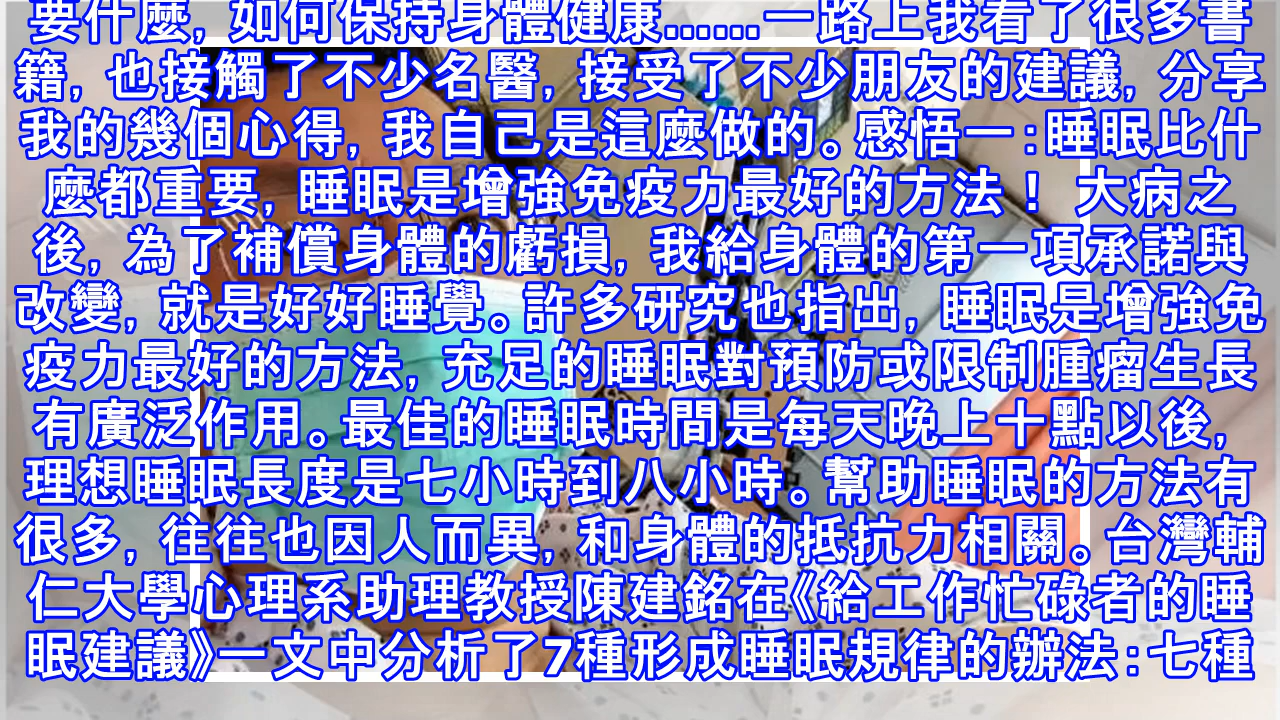 要什麼, 如何保持身體健康......一路上我看了很多書
籍, 也接觸了不少名醫, 接受了不少朋友的建議, 分享
我的幾個心得, 我自己是這麼做的。感悟一:睡眠比什
麼都重要, 睡眠是增強免疫力最好的方法！大病之
後, 為了補償身體的虧損, 我給身體的第一項承諾與
改變, 就是好好睡覺。許多研究也指出, 睡眠是增強免
疫力最好的方法, 充足的睡眠對預防或限制腫瘤生長
有廣泛作用。最佳的睡眠時間是每天晚上十點以後,
理想睡眠長度是七小時到八小時。幫助睡眠的方法有
很多, 往往也因人而異, 和身體的抵抗力相關。台灣輔
仁大學心理系助理教授陳建銘在《給工作忙碌者的睡
眠建議》一文中分析了7種形成睡眠規律的辦法:七種